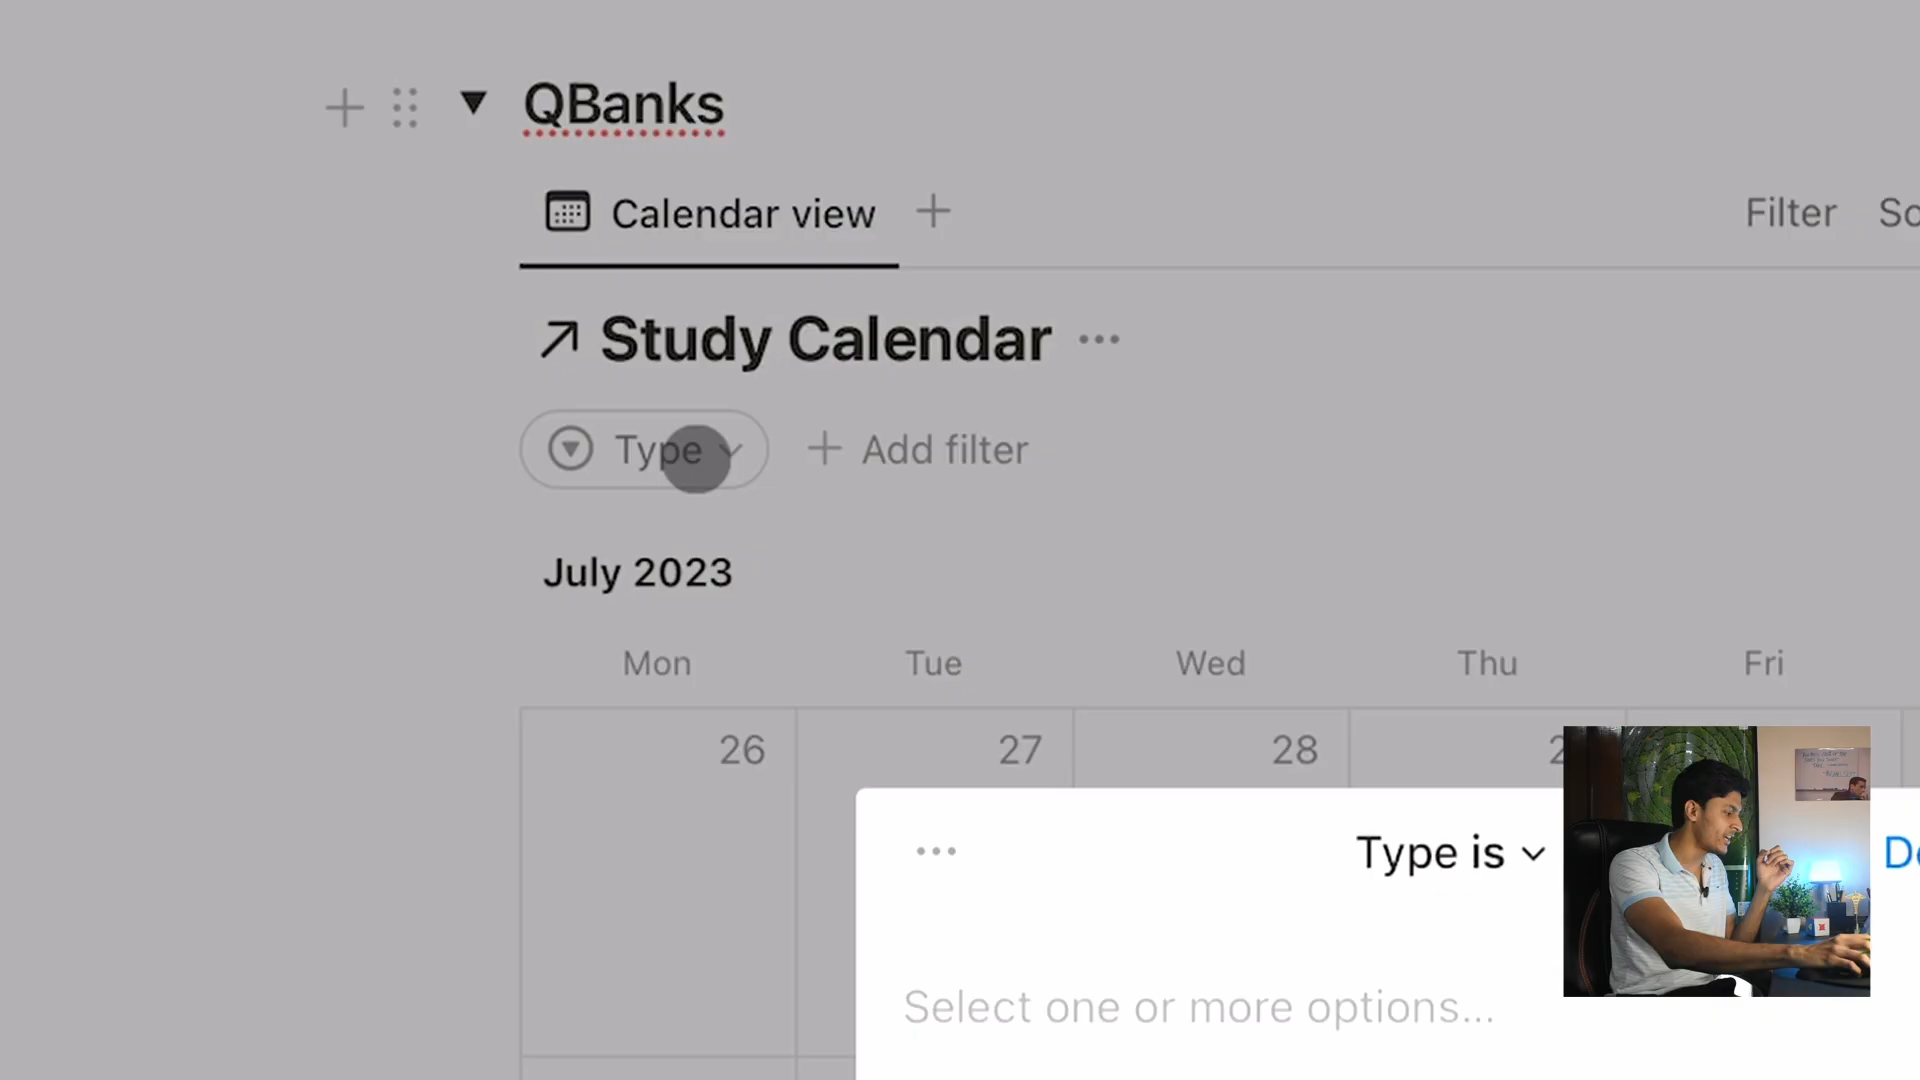 QBanks
Calendar view
Filter
Study Calendar
Type
Add filter
July 2023
Mon Tue Wed Thu Fri
26 27 28
Type is
Select one or more options...